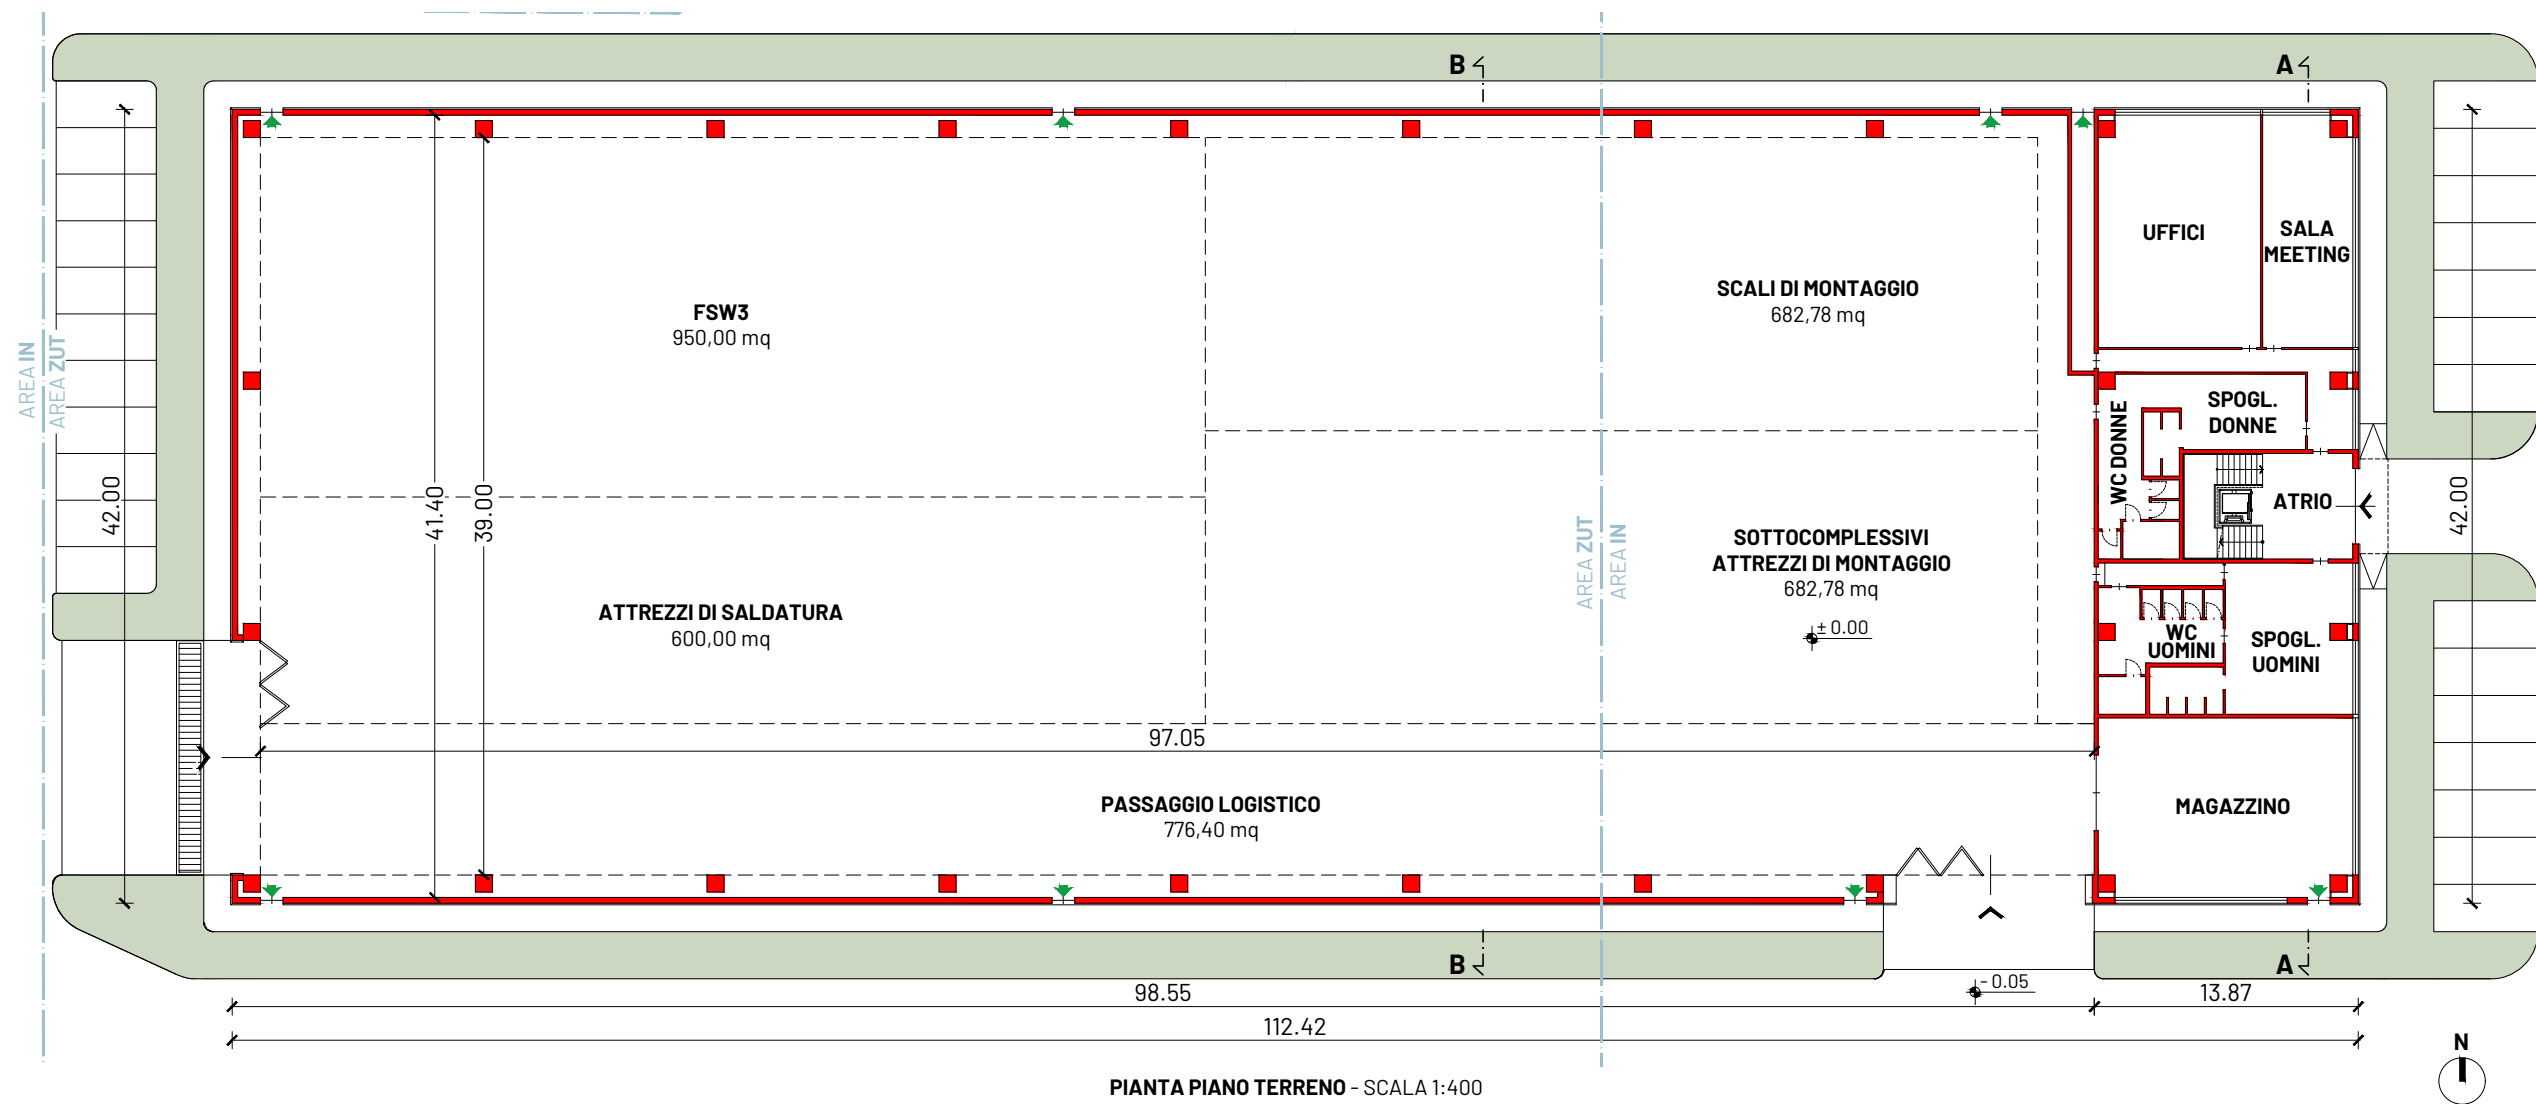 B
A
UFFICI
SALA
MEETING
SCALI DI MONTAGGIO
682,78 mq
FSW3
950,00 mq
AREA IN
AREA ZUT
SPOGL.
DONNE
WC DONNE
42.00
41.40
39.00
ATRIO
42.00
AREA ZUT
AREA IN
SOTTOCOMPLESSIVI
ATTREZZI DI MONTAGGIO
682,78 mq
± 0.00
ATTREZZI DI SALDATURA
600,00 mq
WC
UOMINI
SPOGL.
UOMINI
97.05
PASSAGGIO LOGISTICO
776,40 mq
MAGAZZINO
B
A
- 0.05
98.55
13.87
112.42
N
PIANTA PIANO TERRENO - SCALA 1:400